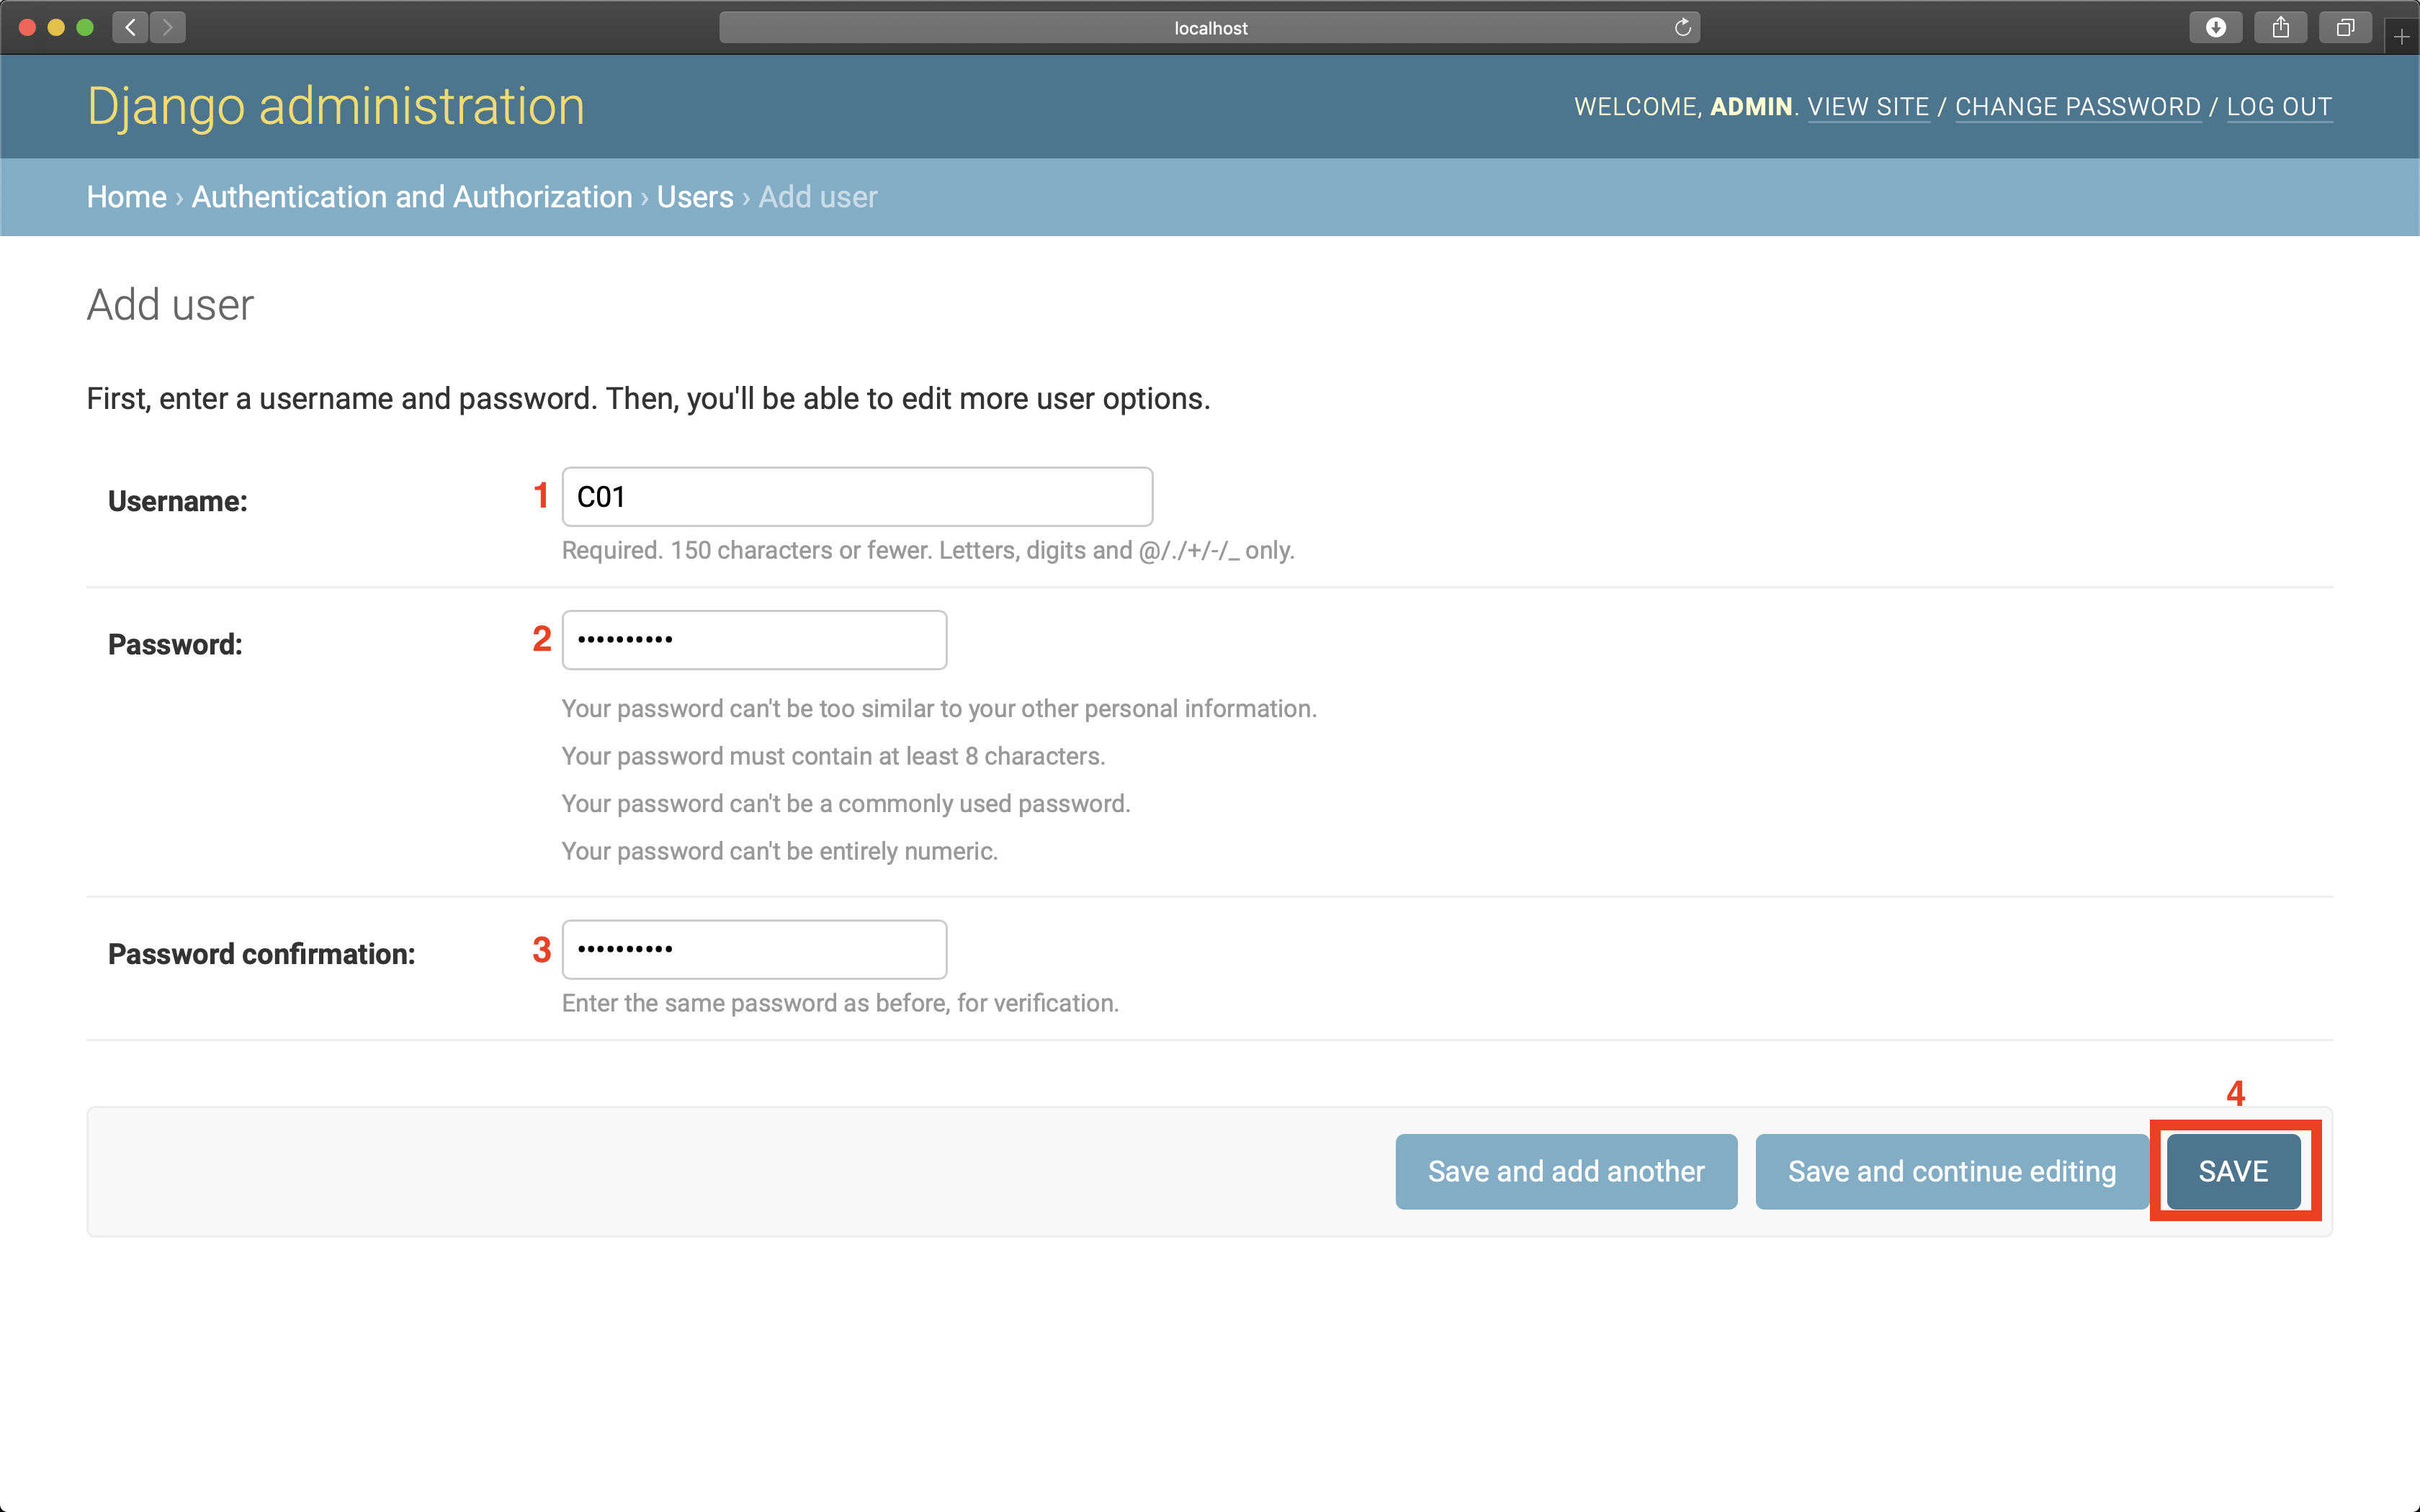 localhost
Django administration
WELCOME, ADMIN. VIEW SITE / CHANGE PASSWORD / LOG OUT
Home › Authentication and Authorization › Users › Add user
Add user
First, enter a username and password. Then, you'll be able to edit more user options.
Username: 1 C01
Required. 150 characters or fewer. Letters, digits and @/./+/-/_ only.
Password: 2 ••••••••••
Your password can't be too similar to your other personal information.
Your password must contain at least 8 characters.
Your password can't be a commonly used password.
Your password can't be entirely numeric.
Password confirmation: 3 ••••••••••
Enter the same password as before, for verification.
4
Save and add another Save and continue editing SAVE